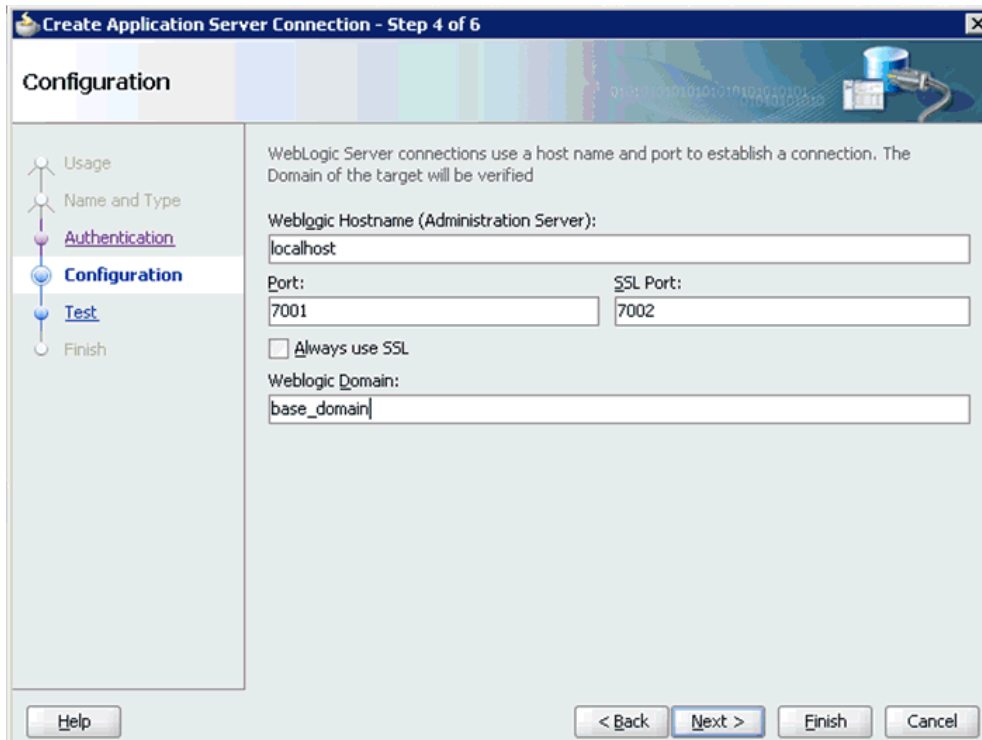 Create Application Server Connection - Step 4 of 6
Configuration
010101010101010101010101010101
01010101010
Usage
Name and Type
Authentication
Configuration
Test
Finish
WebLogic Server connections use a host name and port to establish a connection. The
Domain of the target will be verified
Weblogic Hostname (Administration Server):
localhost
Port:
SSL Port:
7001
7002
Always use SSL
Weblogic Domain:
base_domain
Help
< Back
Next >
Finish
Cancel